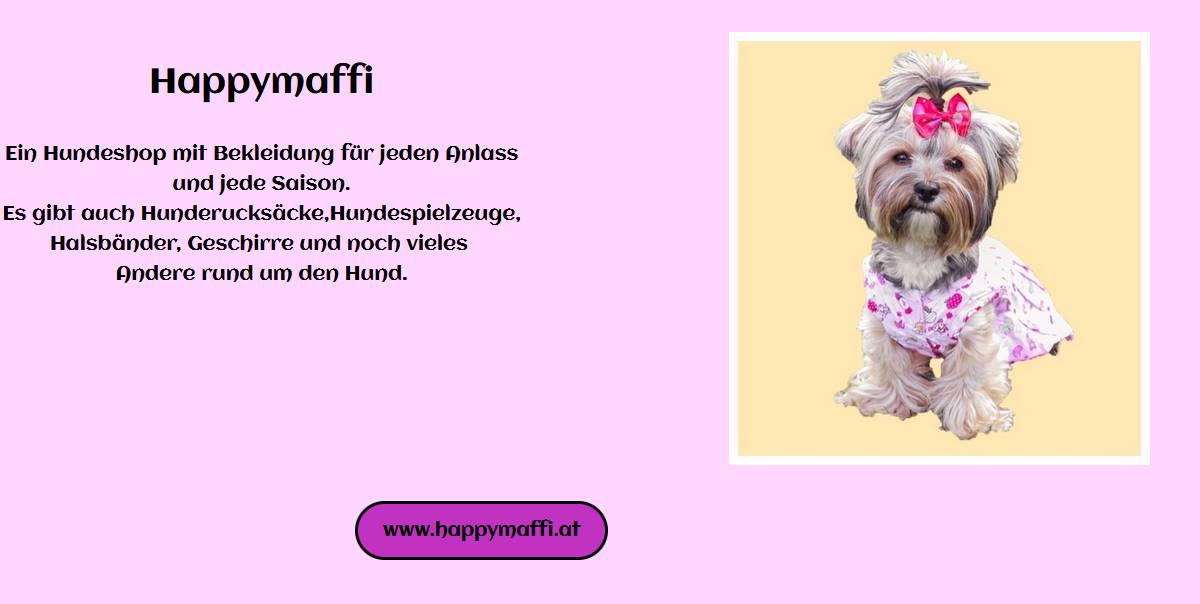 Happymaffi
Ein Hundeshop mit Bekleidung für jeden Anlass
und jede Saison.
Es gibt auch Hunderucksäcke,Hundespielzeuge,
Halsbänder, Geschirre und noch vieles
Andere rund um den Hund.
www.happymaffi.at